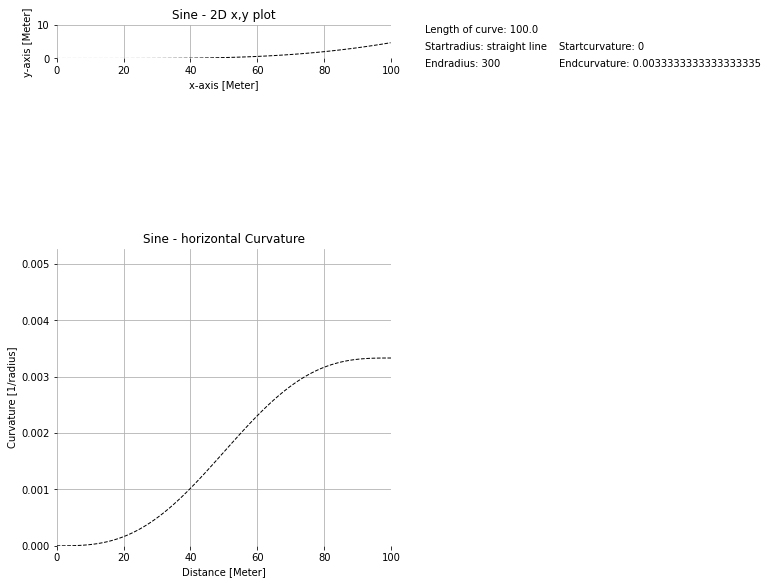 Sine - 2D x,y plot
y-axis [Meter]
10
0
0 20 40 60 80 100
x-axis [Meter]
Length of curve: 100.0
Startradius: straight line Startcurvature: 0
Endradius: 300 Endcurvature: 0.0033333333333333335
Sine - horizontal Curvature
Curvature [1/radius]
0.005
0.004
0.003
0.002
0.001
0.000
0 20 40 60 80 100
Distance [Meter]